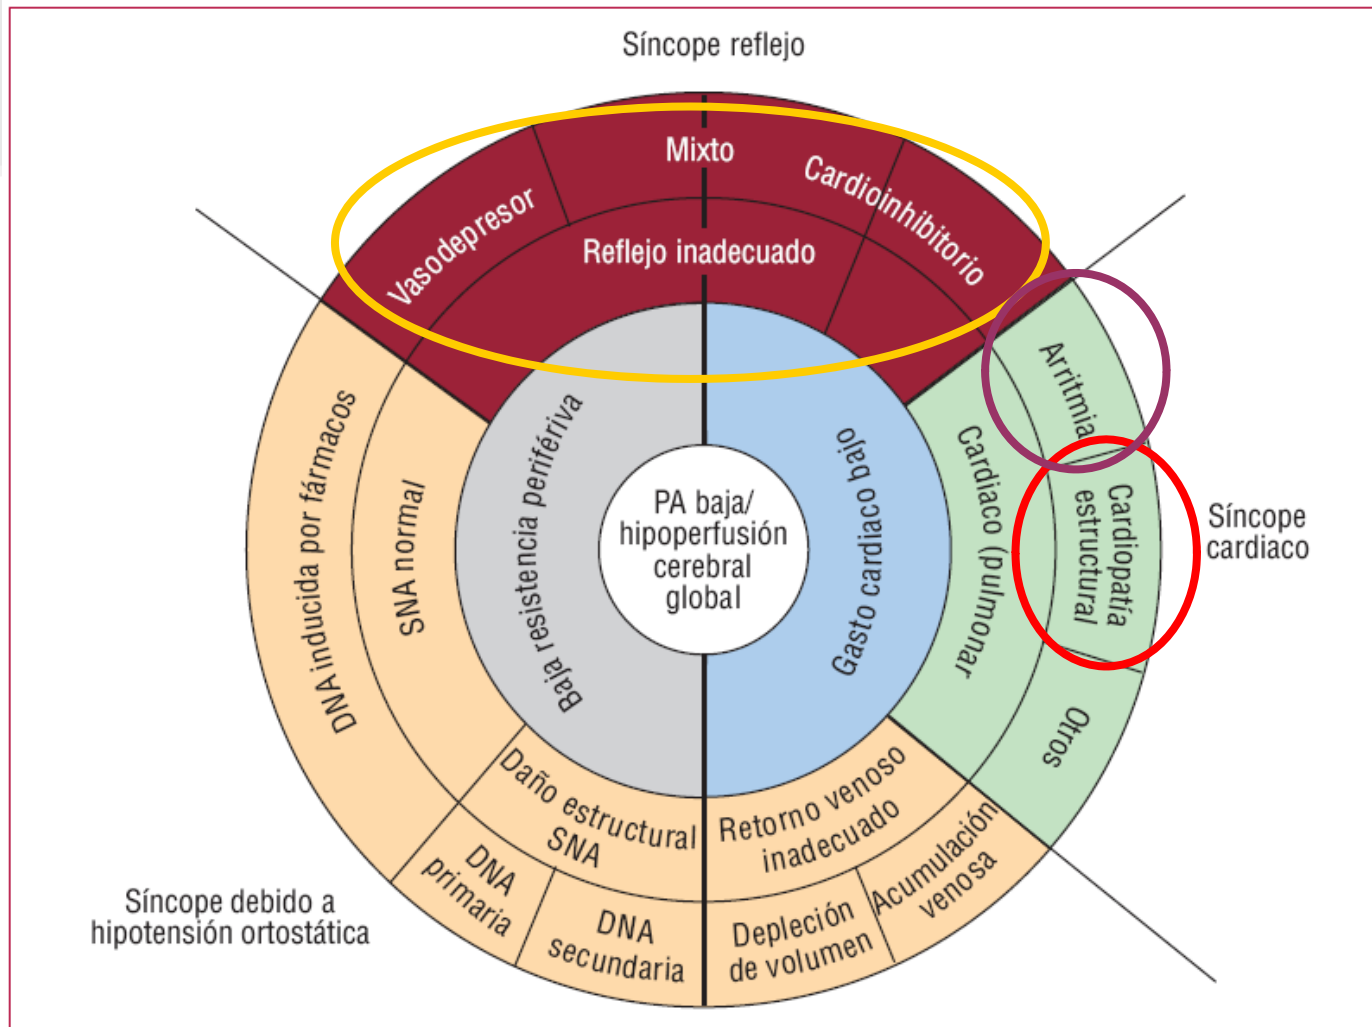 Síncope reflejo
Mixto
Vasodepresor
Cardioinhibitorio
Reflejo inadecuado
Arritmia
Cardiopatía
estructural
Otros
Cardiaco (pulmonar
Síncope
cardiaco
DNA inducida por fármacos
SNA normal
Baja resistencia perifériva
PA baja/
hipoperfusión
cerebral
global
Gasto cardiaco bajo
Daño estructural
SNA
Retorno venoso
inadecuado
DNA
primaria
DNA
secundaria
Depleción
de volumen
Acumulación
venosa
Síncope debido a
hipotensión ortostática